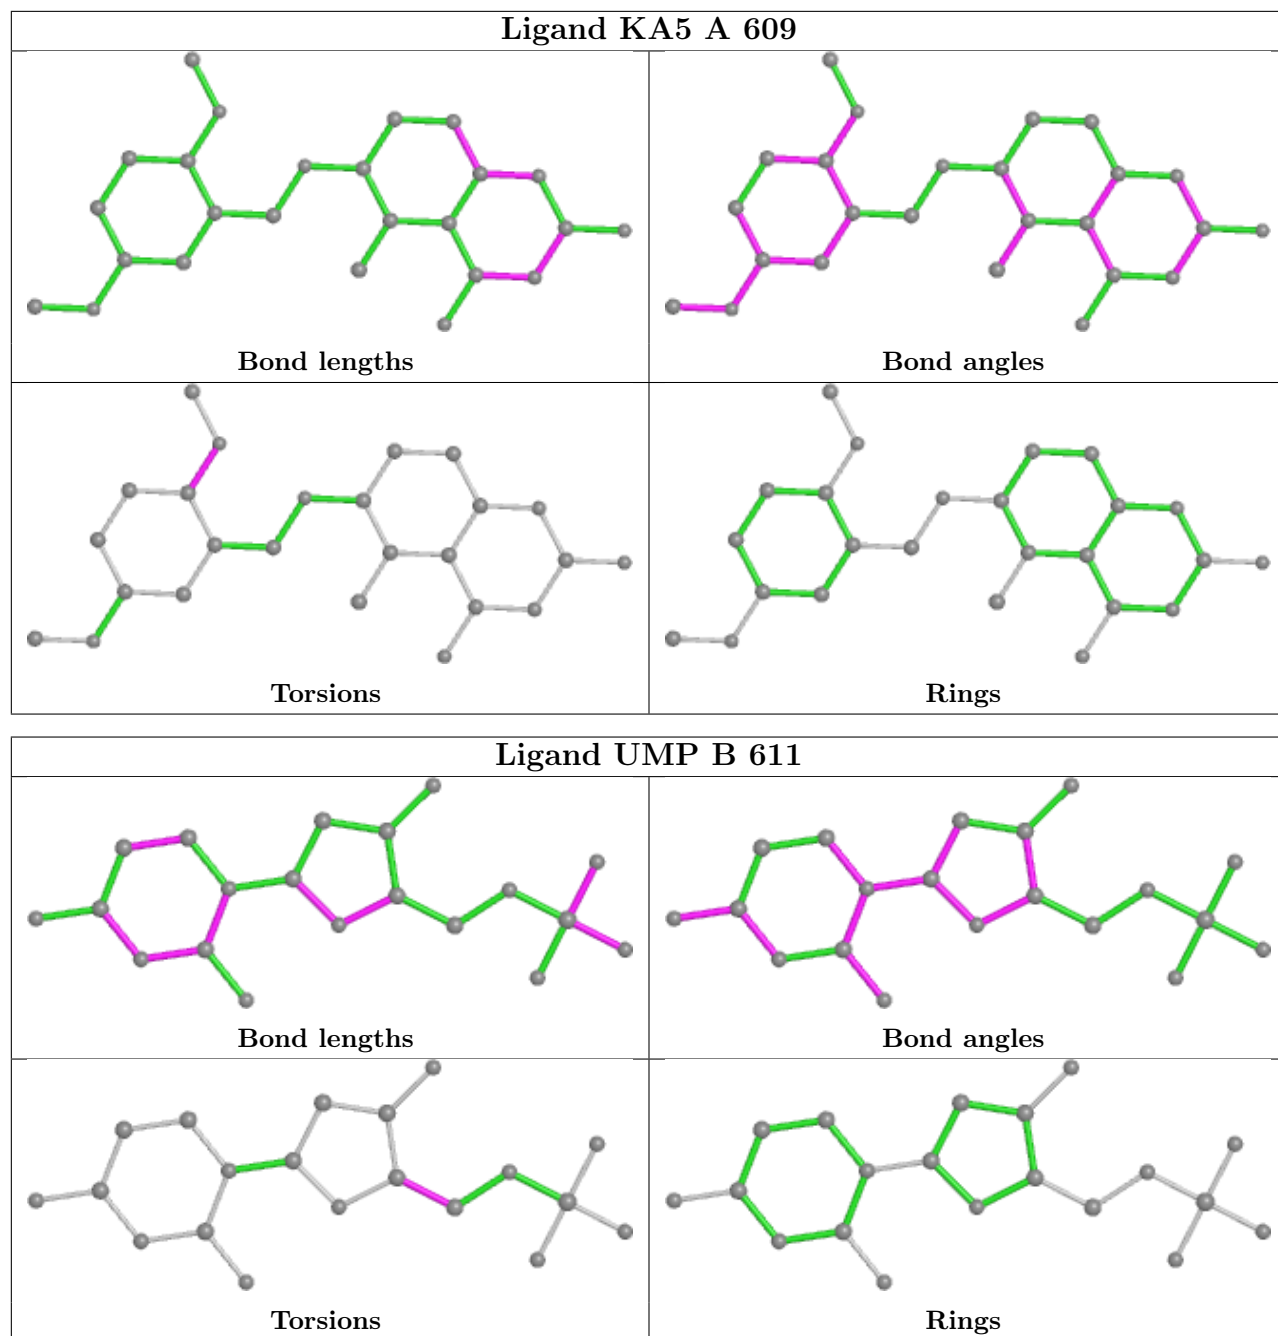 Ligand KA5 A 609
Bond lengths
Bond angles
Torsions
Rings
Ligand UMP B 611
Bond lengths
Bond angles
Torsions
Rings